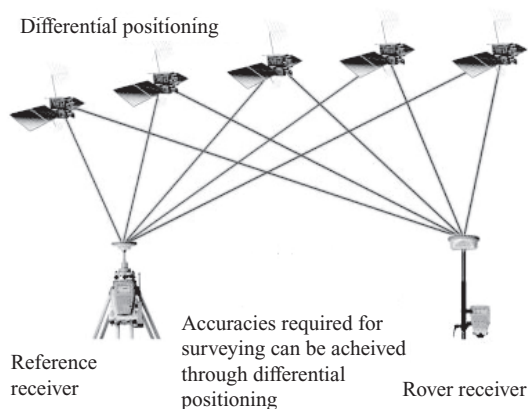 Differential positioning
Reference
receiver
Accuracies required for
surveying can be acheived
through differential
positioning
Rover receiver